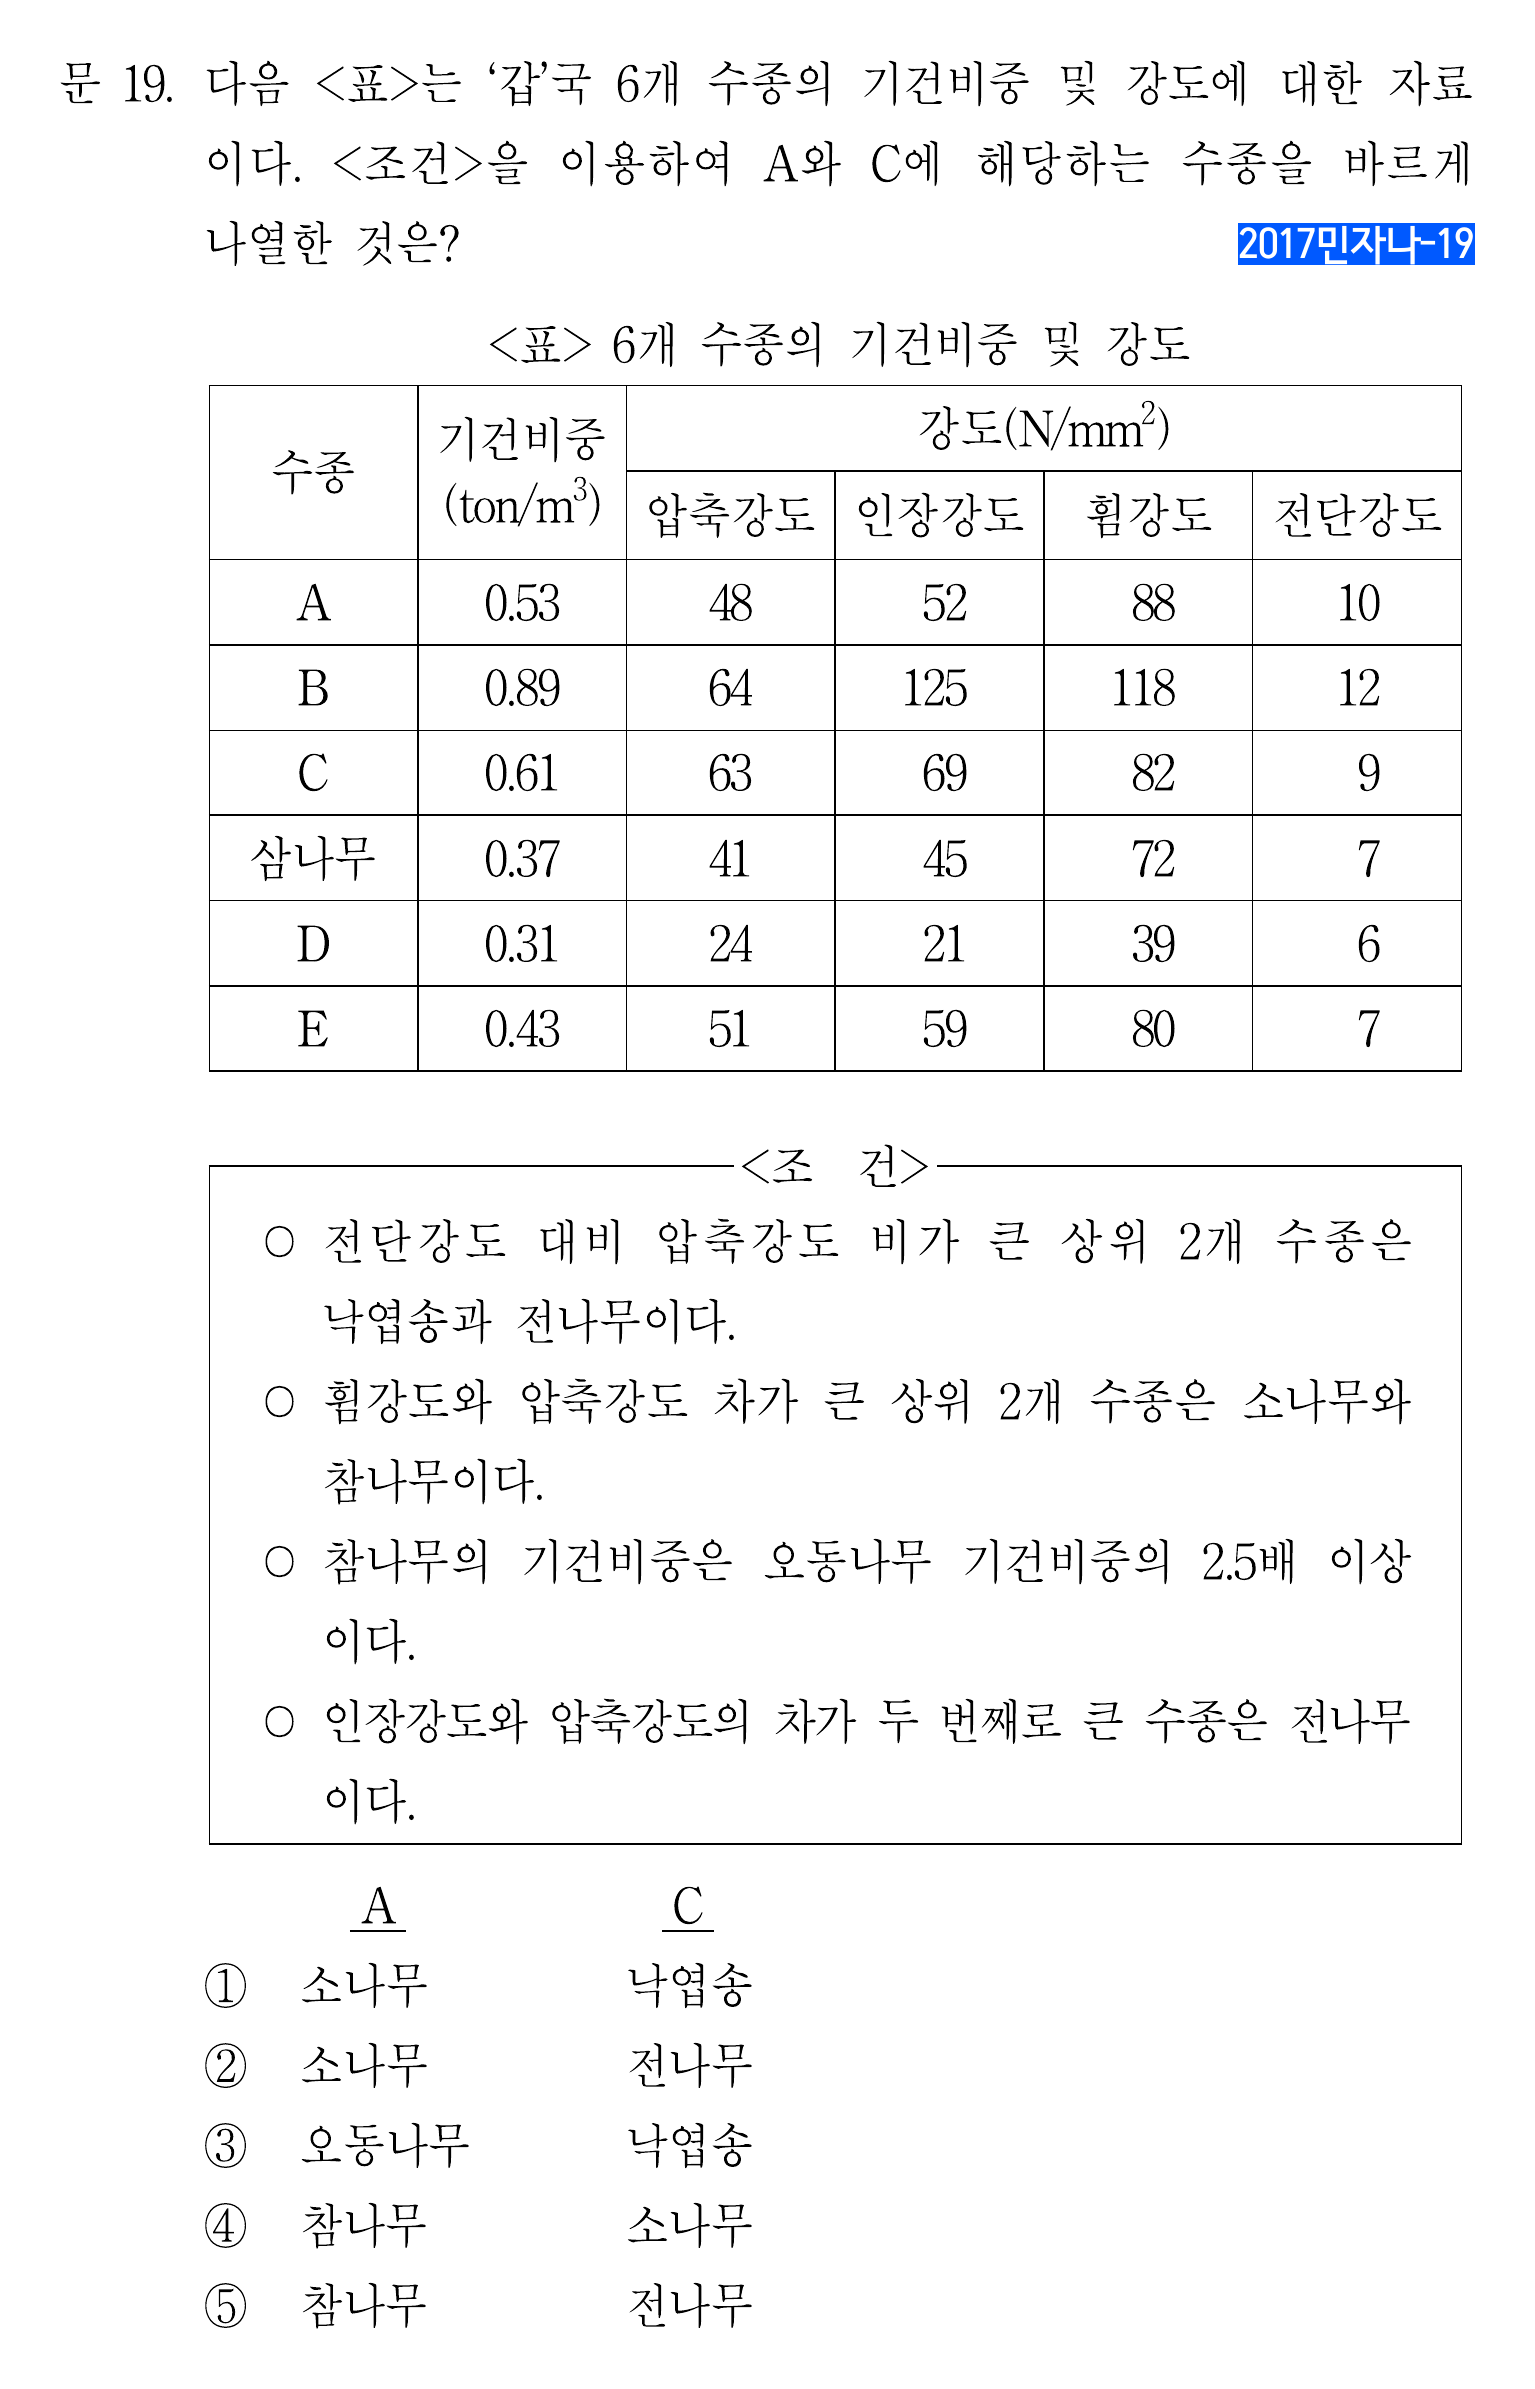 문 19. 다음 <표>는 ‘갑’국 6개 수종의 기건비중 및 강도에 대한 자료
이다. <조건>을 이용하여 A와 C에 해당하는 수종을 바르게
나열한 것은?
2017민자나-19
<표> 6개 수종의 기건비중 및 강도
수종 기건비중 (ton/m³) 강도(N/mm²)
압축강도 인장강도 휨강도 전단강도
A 0.53 48 52 88 10
B 0.89 64 125 118 12
C 0.61 63 69 82 9
삼나무 0.37 41 45 72 7
D 0.31 24 21 39 6
E 0.43 51 59 80 7
<조 건>
○ 전단강도 대비 압축강도 비가 큰 상위 2개 수종은
낙엽송과 전나무이다.
○ 휨강도와 압축강도 차가 큰 상위 2개 수종은 소나무와
참나무이다.
○ 참나무의 기건비중은 오동나무 기건비중의 2.5배 이상
이다.
○ 인장강도와 압축강도의 차가 두 번째로 큰 수종은 전나무
이다.
A C
① 소나무 낙엽송
② 소나무 전나무
③ 오동나무 낙엽송
④ 참나무 소나무
⑤ 참나무 전나무